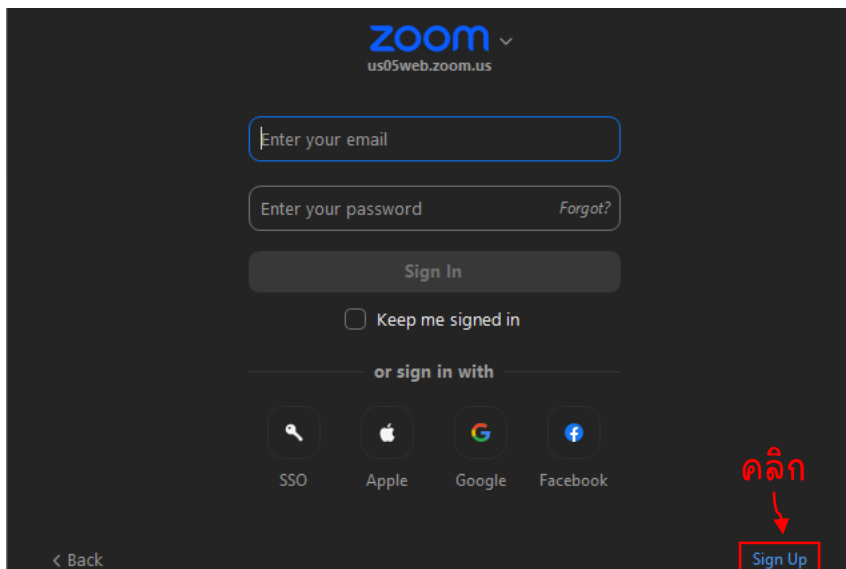 zoom
us05web.zoom.us
Enter your email
Enter your password Forgot?
Sign In
Keep me signed in
or sign in with
SSO Apple Google Facebook
คลิก
< Back Sign Up